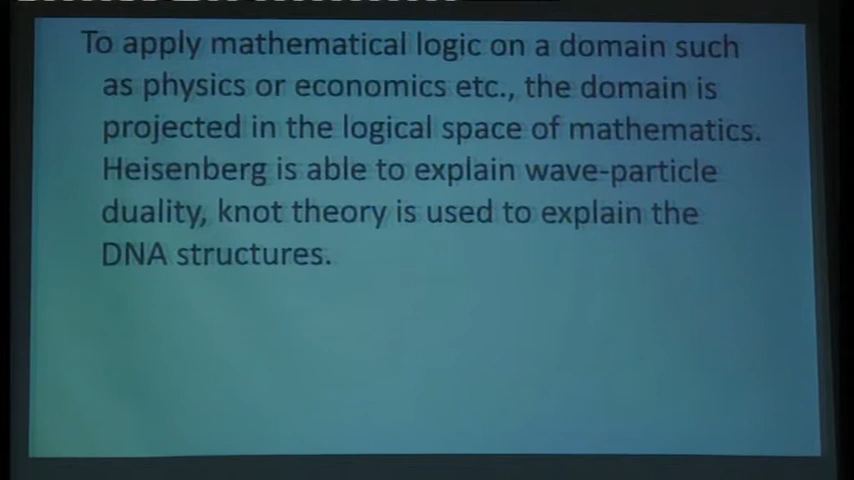 To apply mathematical logic on a domain such
as physics or economics etc., the domain is
projected in the logical space of mathematics.
Heisenberg is able to explain wave-particle
duality, knot theory is used to explain the
DNA structures.